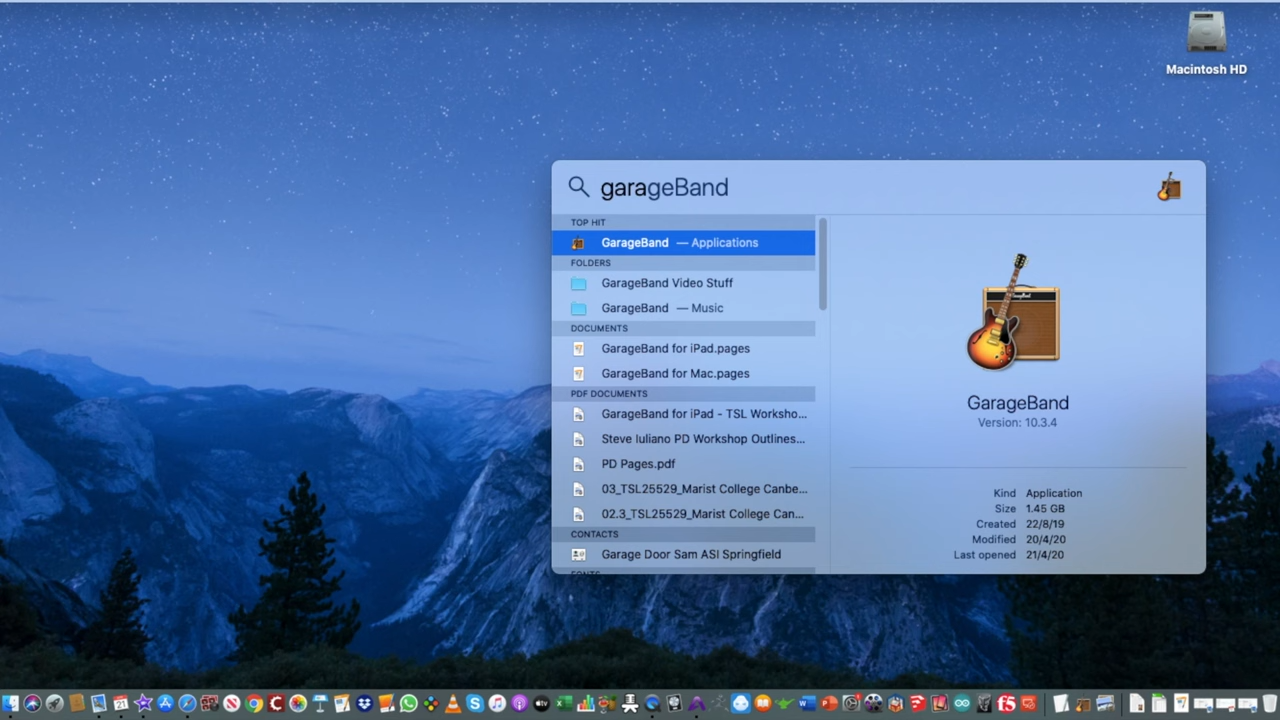 Macintosh HD
garageBand
TOP HIT
GarageBand — Applications
FOLDERS
GarageBand Video Stuff
GarageBand — Music
DOCUMENTS
GarageBand for iPad.pages
GarageBand for Mac.pages
PDF DOCUMENTS
GarageBand for iPad - TSL Worksho...
Steve Iuliano PD Workshop Outlines...
PD Pages.pdf
03_TSL25529_Marist College Canbe...
02.3_TSL25529_Marist College Can...
CONTACTS
Garage Door Sam ASI Springfield
FONTS
GarageBand
Version: 10.3.4
Kind Application
Size 1.45 GB
Created 22/8/19
Modified 20/4/20
Last opened 21/4/20